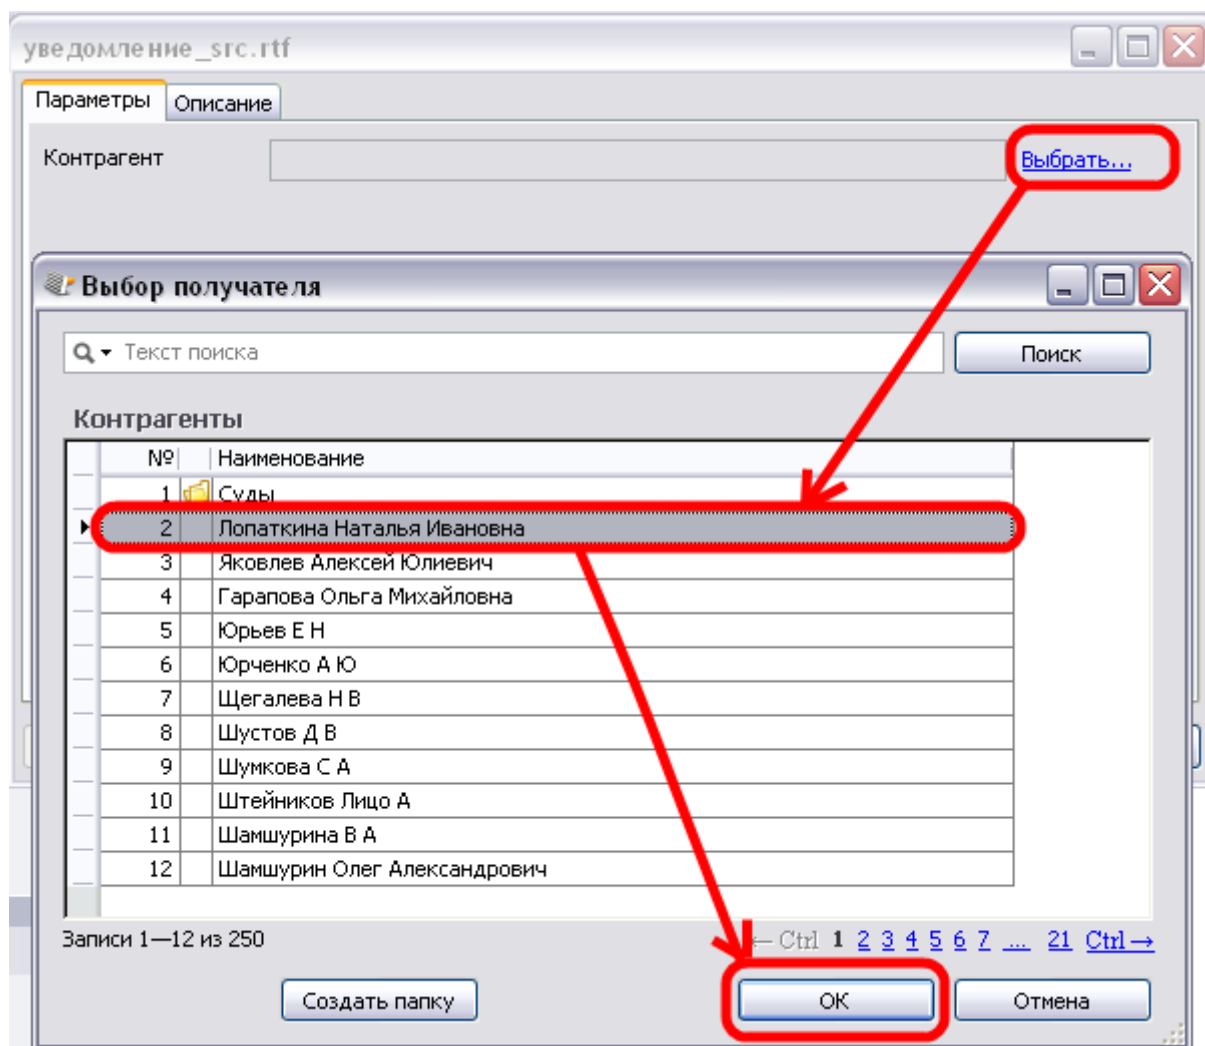 уведомление_src.rtf
Параметры Описание
Контрагент Выбрать...
Выбор получателя
Текст поиска Поиск
Контрагенты
№ Наименование
1 Суды
2 Лопаткина Наталья Ивановна
3 Яковлев Алексей Юлиевич
4 Гарапова Ольга Михайловна
5 Юрьев Е Н
6 Юрченко А Ю
7 Щегалева Н В
8 Шустов Д В
9 Шумкова С А
10 Штейников Лицо А
11 Шамшурина В А
12 Шамшурин Олег Александрович
Записи 1—12 из 250 ← Ctrl 1 2 3 4 5 6 7 ... 21 Ctrl →
Создать папку ОК Отмена